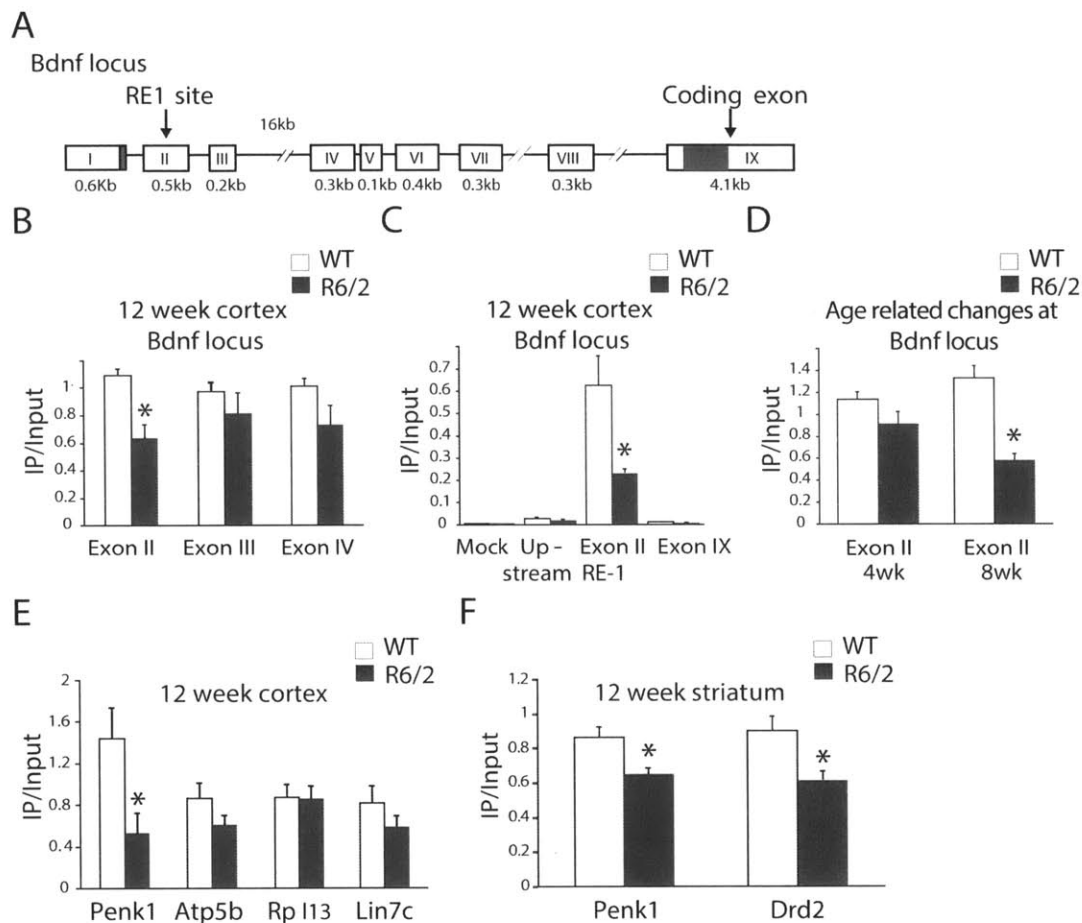 A
Bdnf locus
RE1 site
Coding exon
16kb
I II III IV V VI VII VIII IX
0.6Kb 0.5kb 0.2kb 0.3kb 0.1kb 0.4kb 0.3kb 0.3kb 4.1kb
B
WT
R6/2
12 week cortex
Bdnf locus
IP/Input
1
0.8
0.6
0.4
0.2
0
*
Exon II Exon III Exon IV
C
WT
R6/2
12 week cortex
Bdnf locus
IP/Input
0.7
0.6
0.5
0.4
0.3
0.2
0.1
0
*
Mock Up - Exon II Exon IX
stream RE-1
D
WT
R6/2
Age related changes at
Bdnf locus
IP/Input
1.4
1.2
1
0.8
0.6
0.4
0.2
0
*
Exon II Exon II
4wk 8wk
E
WT
R6/2
12 week cortex
IP/Input
2
1.6
1.2
0.8
0.4
0
*
Penk1 Atp5b Rp l13 Lin7c
F
WT
R6/2
12 week striatum
IP/Input
1.2
1
0.8
0.6
0.4
0.2
0
* *
Penk1 Drd2